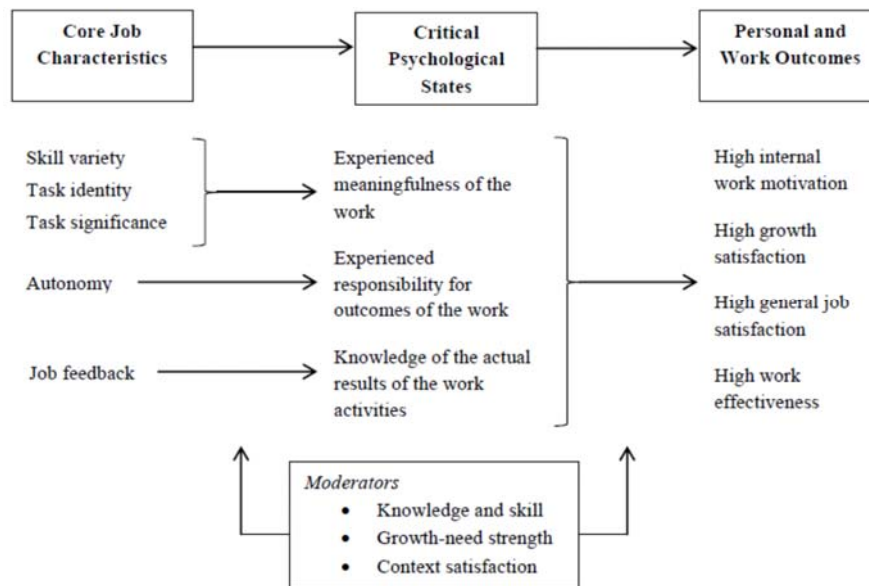 Core Job
Characteristics
Critical
Psychological
States
Personal and
Work Outcomes
Skill variety
Task identity
Task significance
Autonomy
Job feedback
Experienced
meaningfulness of the
work
Experienced
responsibility for
outcomes of the work
Knowledge of the actual
results of the work
activities
High internal
work motivation
High growth
satisfaction
High general job
satisfaction
High work
effectiveness
Moderators
• Knowledge and skill
• Growth-need strength
• Context satisfaction